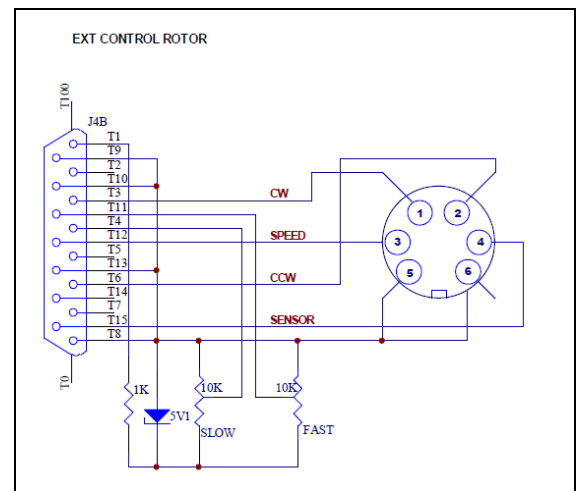 EXT CONTROL ROTOR
T100
J4B
T1
T9
T2
T10
T3
CW
T11
T4
T12
SPEED
T5
T13
T6
CCW
T14
T7
T15
SENSOR
T8
T0
1
2
3
4
5
6
1K
10K
10K
5V1
SLOW
FAST